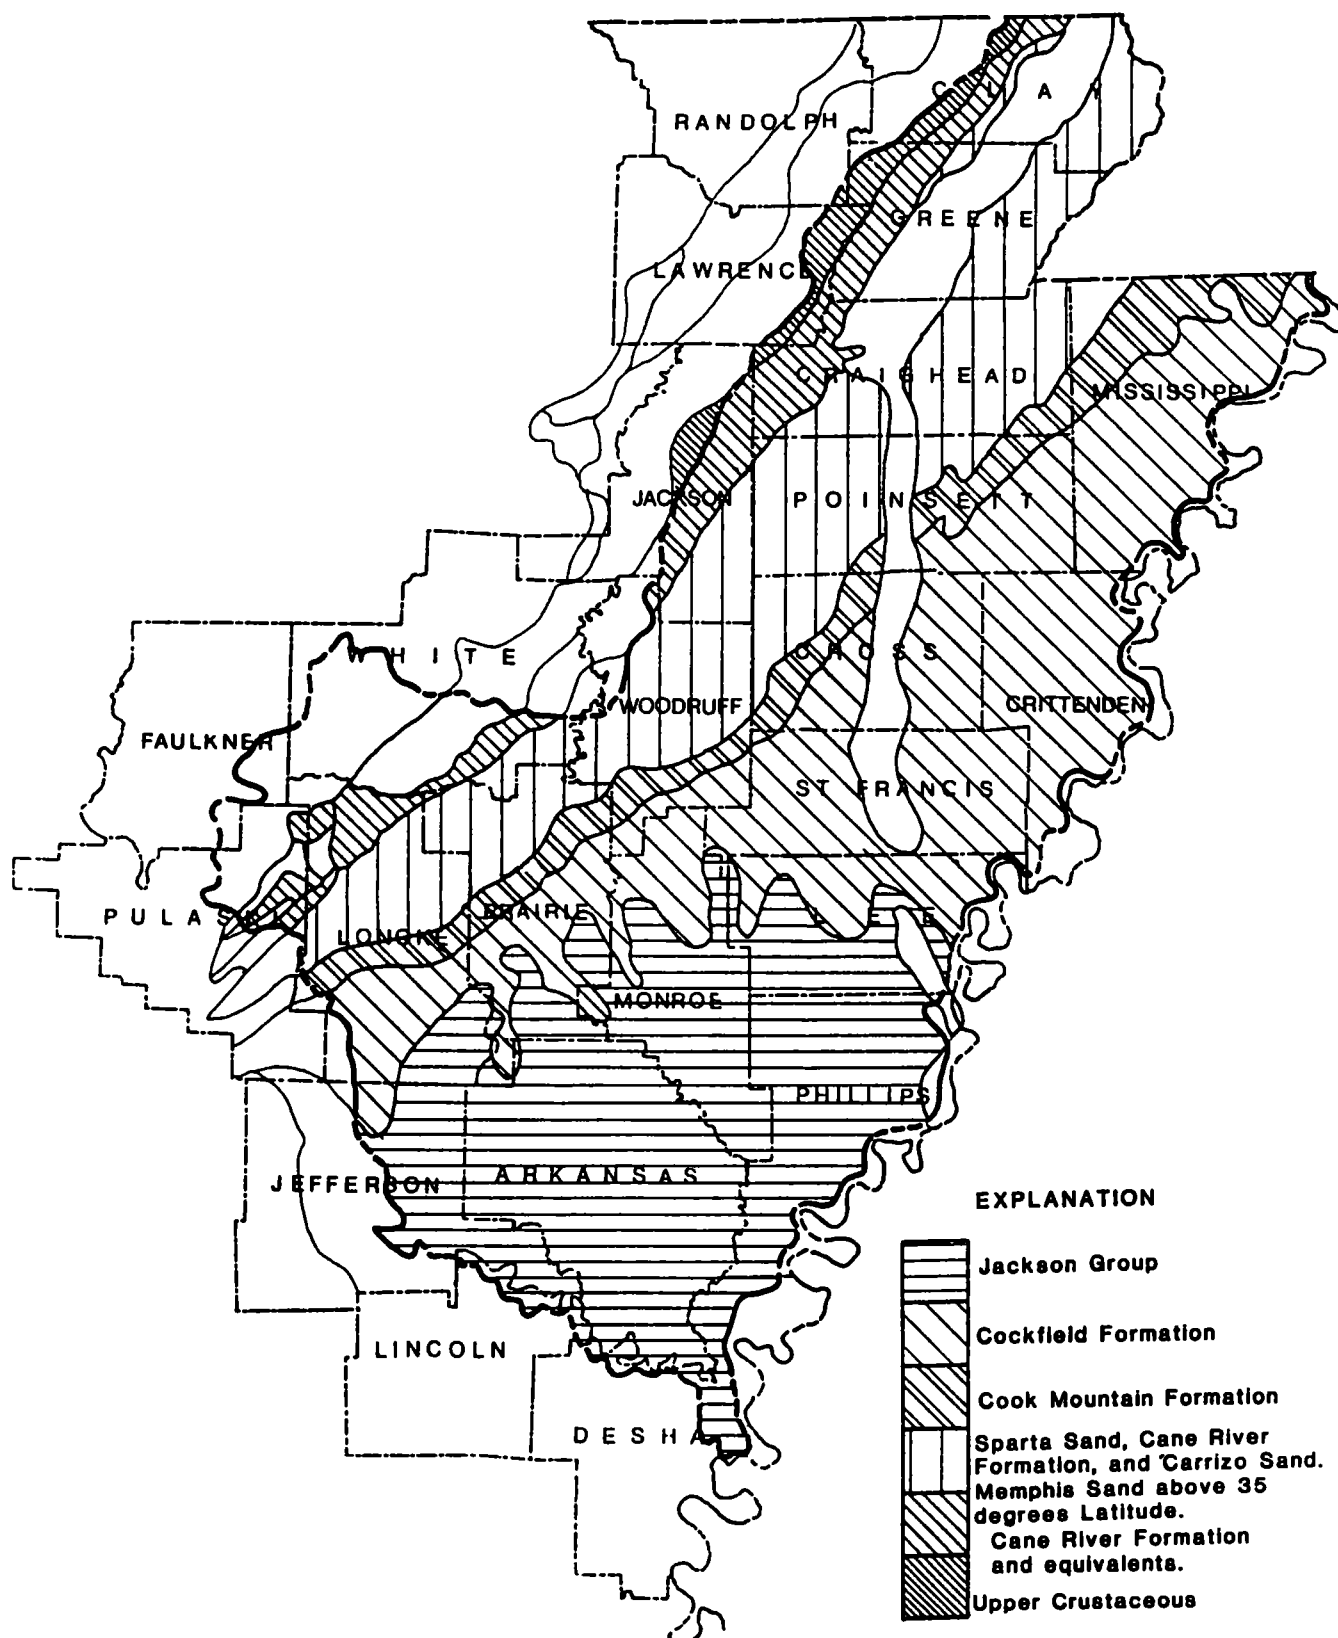 RANDOLPH
CLAY
GREENE
LAWRENCE
CRAIGHEAD
MISSISSIPPI
JACKSON
POINSETT
WHITE
CROSS
WOODRUFF
CRITTENDEN
FAULKNER
ST FRANCIS
PULASKI
LONOKE
PRAIRIE
LEE
MONROE
PHILLIPS
JEFFERSON
ARKANSAS
LINCOLN
DESHA
EXPLANATION
Jackson Group
Cockfield Formation
Cook Mountain Formation
Sparta Sand, Cane River
Formation, and Carrizo Sand.
Memphis Sand above 35
degrees Latitude.
Cane River Formation
and equivalents.
Upper Crustaceous